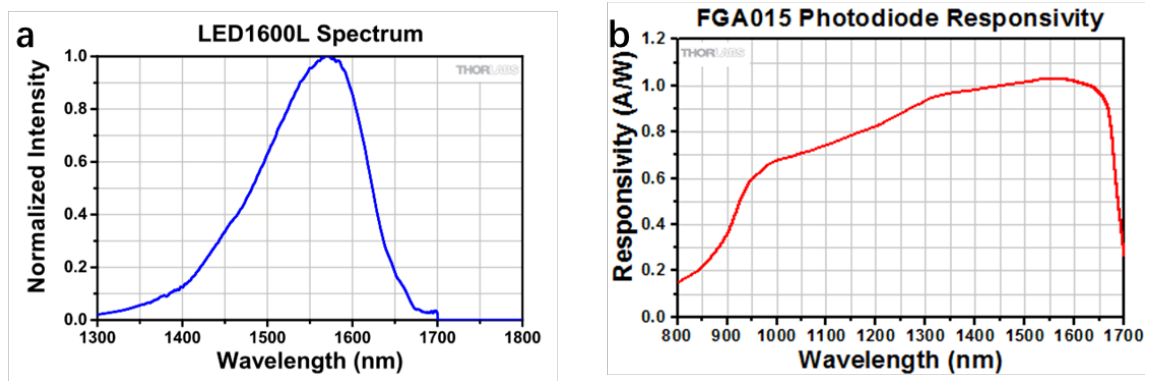 a
LED1600L Spectrum
THORLABS
Normalized Intensity
1.0
0.8
0.6
0.4
0.2
0.0
1300 1400 1500 1600 1700 1800
Wavelength (nm)
b
FGA015 Photodiode Responsivity
THORLABS
Responsivity (A/W)
1.2
1.0
0.8
0.6
0.4
0.2
0.0
800 900 1000 1100 1200 1300 1400 1500 1600 1700
Wavelength (nm)